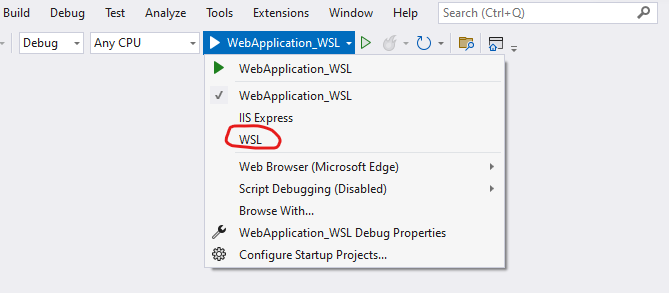 Build Debug Test Analyze Tools Extensions Window Help Search (Ctrl+Q)
Debug Any CPU WebApplication_WSL
WebApplication_WSL
WebApplication_WSL
IIS Express
WSL
Web Browser (Microsoft Edge)
Script Debugging (Disabled)
Browse With...
WebApplication_WSL Debug Properties
Configure Startup Projects...